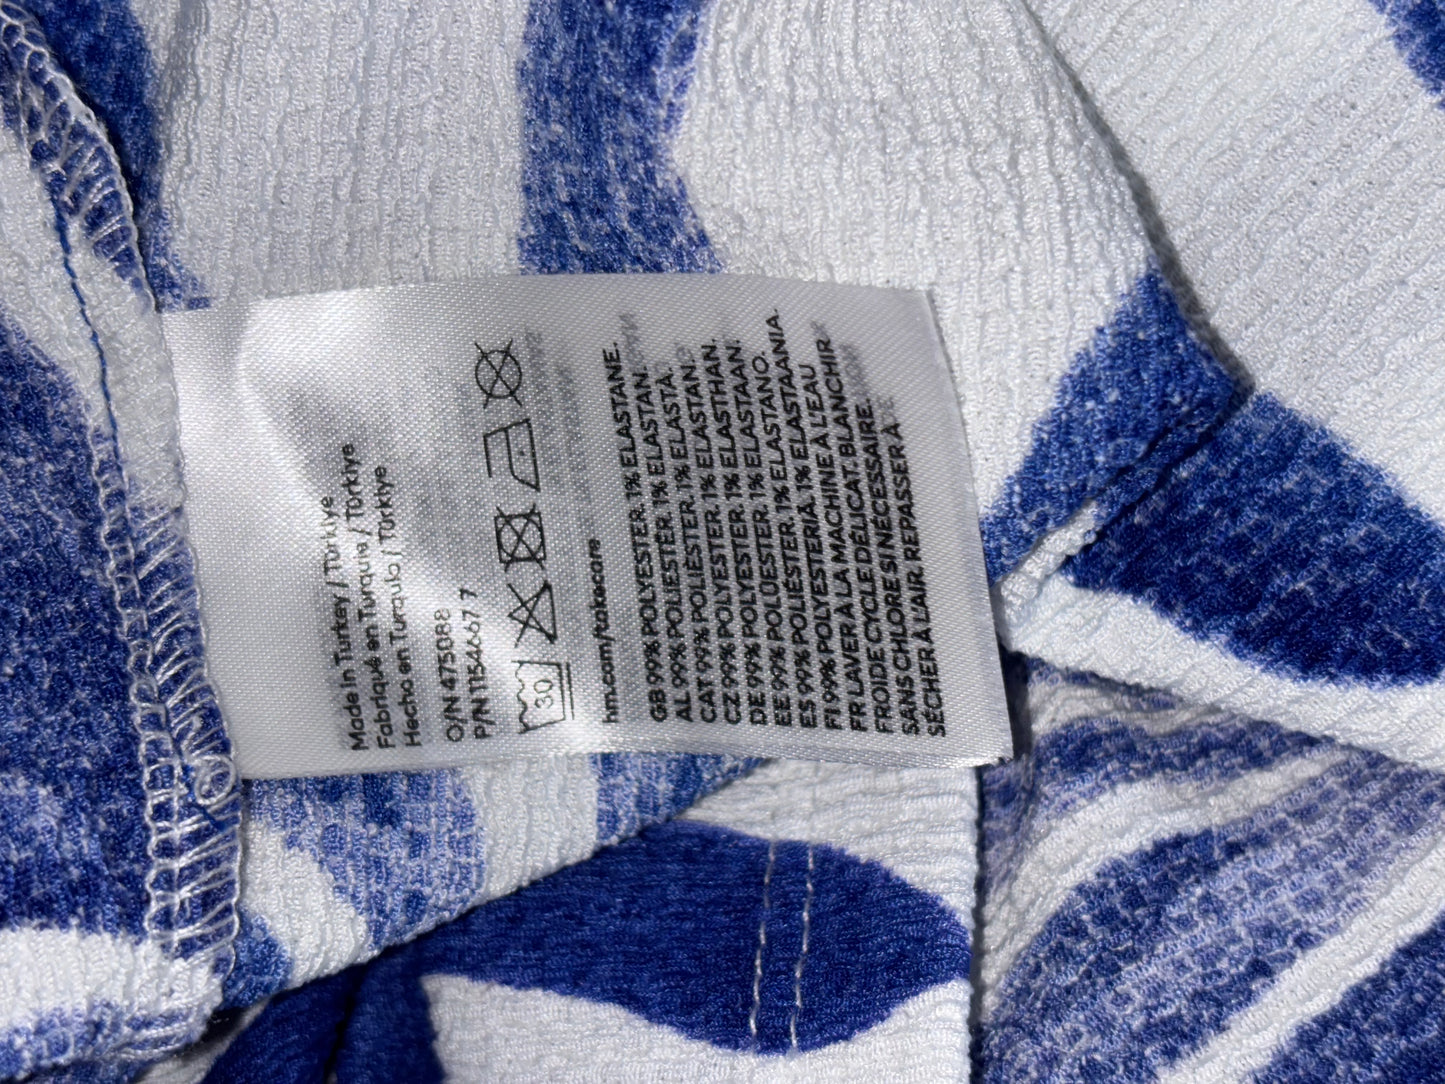 Made in Turkey / Türkiye
Fabriqué en Turquie / Türkiye
Hecho en Turquía / Türkiye
O/N 475088
P/N 1154667 7
30
hm.com/takecare
GB 99% POLYESTER. 1% ELASTANE.
AL 99% POLIESTER. 1% ELASTAN.
CAT 99% POLIÈSTER. 1% ELASTÀ.
CZ 99% POLYESTER. 1% ELASTAN.
DE 99% POLYESTER. 1% ELASTHAN.
EE 99% POLÜESTER. 1% ELASTAAN.
ES 99% POLIÉSTER. 1% ELASTANO.
FI 99% POLYESTERIÄ. 1% ELASTAANIA.
FR LAVER À LA MACHINE À L'EAU
FROIDE CYCLE DÉLICAT. BLANCHIR
SANS CHLORE SI NÉCESSAIRE.
SÉCHER À L'AIR. REPASSER À